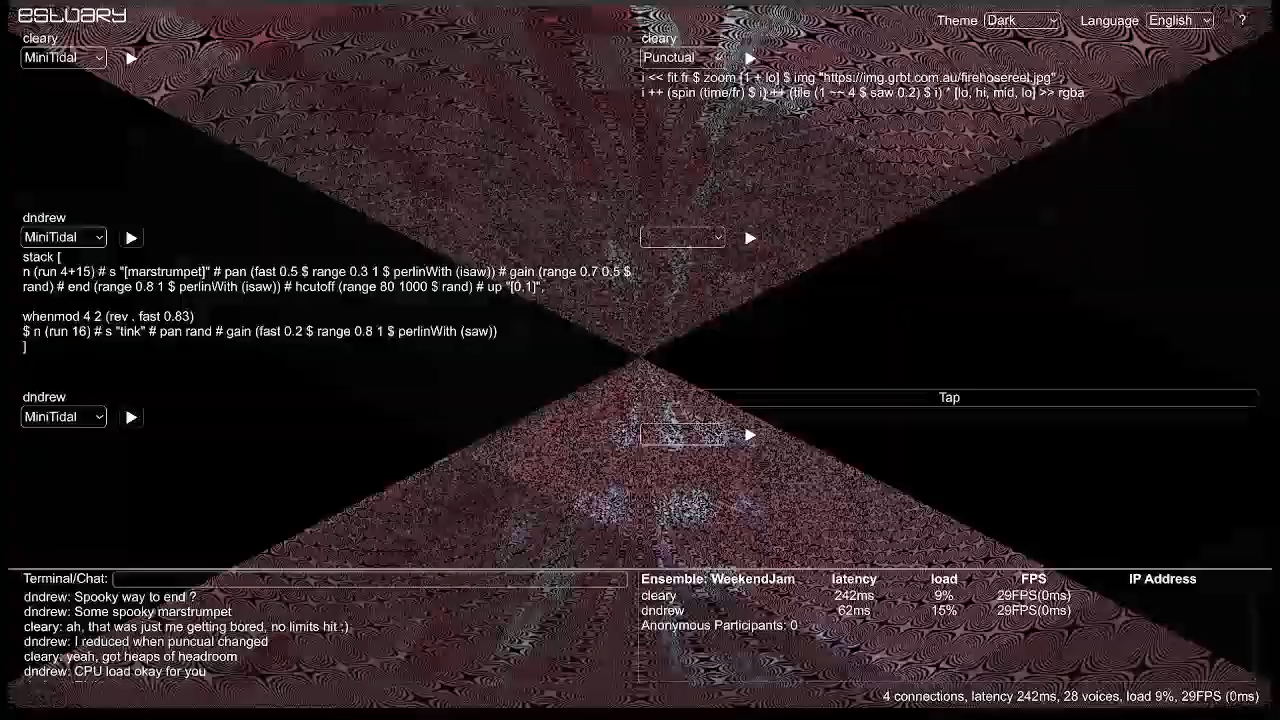 estuary
Theme Dark Language English ?
cleary
MiniTidal
cleary
Punctual
i << fit fr $ zoom [1 + lo] $ img "https://img.grbt.com.au/firehosereel.jpg"
i ++ (spin (time/fr) $ i) ++ (tile (1 ~~ 4 $ saw 0.2) $ i) * [lo, hi, mid, lo] >> rgba
dndrew
MiniTidal
stack [
n (run 4+15) # s "[marstrumpet]" # pan (fast 0.5 $ range 0.3 1 $ perlinWith (isaw)) # gain (range 0.7 0.5 $
rand) # end (range 0.8 1 $ perlinWith (isaw)) # hcutoff (range 80 1000 $ rand) # up "[0,1]",
whenmod 4 2 (rev . fast 0.83)
$ n (run 16) # s "tink" # pan rand # gain (fast 0.2 $ range 0.8 1 $ perlinWith (saw))
]
dndrew
MiniTidal
Tap
Terminal/Chat:
dndrew: Spooky way to end ?
dndrew: Some spooky marstrumpet
cleary: ah, that was just me getting bored, no limits hit ;)
dndrew: I reduced when puncual changed
cleary: yeah, got heaps of headroom
dndrew: CPU load okay for you
Ensemble: WeekendJam latency load FPS IP Address
cleary 242ms 9% 29FPS(0ms)
dndrew 62ms 15% 29FPS(0ms)
Anonymous Participants: 0
4 connections, latency 242ms, 28 voices, load 9%, 29FPS (0ms)